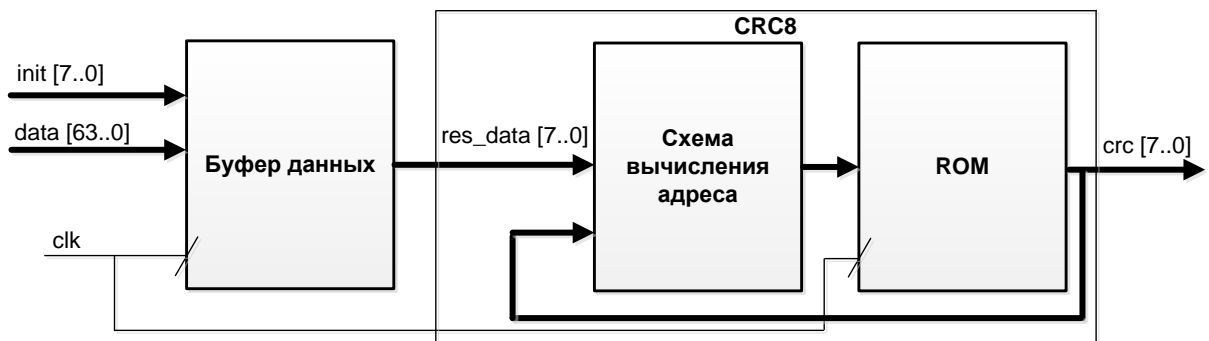 CRC8
init [7..0]
data [63..0]
Буфер данных
res_data [7..0]
Схема
вычисления
адреса
ROM
crc [7..0]
clk